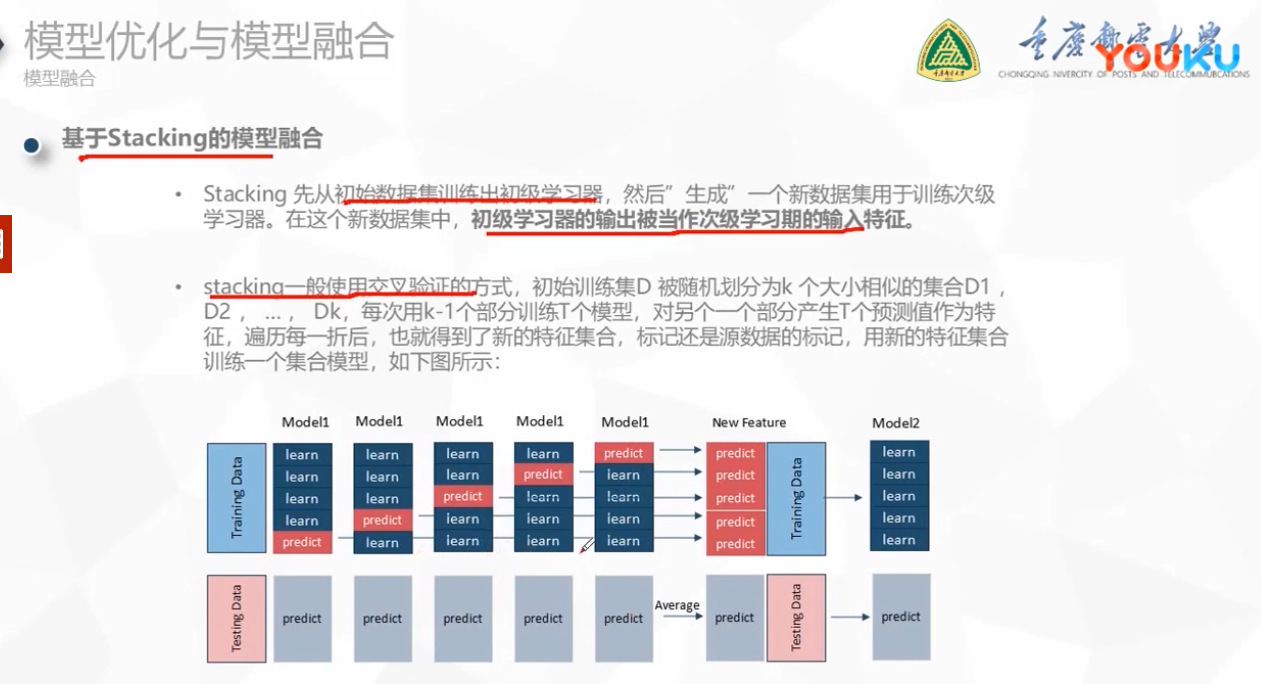 模型优化与模型融合
模型融合
重庆邮电大学
YOUKU
CHONGQING NIVERCITY OF POSTS AND TELECOMMUBCATIONS
基于Stacking的模型融合
• Stacking 先从初始数据集训练出初级学习器，然后”生成”一个新数据集用于训练次级
学习器。在这个新数据集中，初级学习器的输出被当作次级学习期的输入特征。
• stacking一般使用交叉验证的方式，初始训练集D 被随机划分为k 个大小相似的集合D1，
D2 ， … ， Dk，每次用k-1个部分训练T个模型，对另个一个部分产生T个预测值作为特
征，遍历每一折后，也就得到了新的特征集合，标记还是源数据的标记，用新的特征集合
训练一个集合模型，如下图所示：
Model1 Model1 Model1 Model1 Model1 New Feature Model2
Training Data
learn learn learn learn predict predict learn
learn learn learn predict learn predict learn
learn learn predict learn learn predict learn
learn predict learn learn learn predict learn
predict learn learn learn learn predict learn
Training Data
Testing Data
predict predict predict predict predict Average predict predict
Testing Data